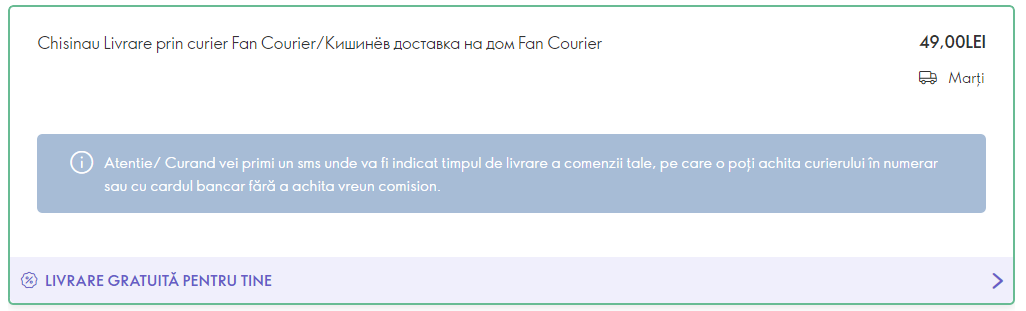 Chisinau Livrare prin curier Fan Courier/Кишинёв доставка на дом Fan Courier
49,00LEI
Marți
Atentie/ Curand vei primi un sms unde va fi indicat timpul de livrare a comenzii tale, pe care o poți achita curierului în numerar
sau cu cardul bancar fără a achita vreun comision.
LIVRARE GRATUITĂ PENTRU TINE